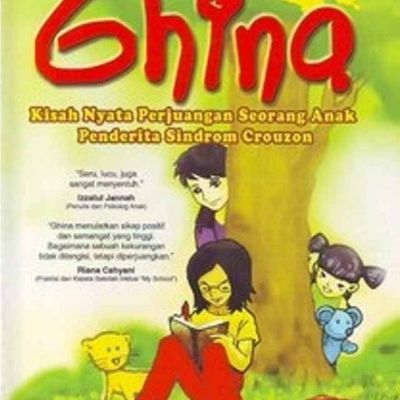 Ghina
Kisah Nyata Perjuangan Seorang Anak
Penderita Sindrom Crouzon
"Seru, lucu, juga
sangat menyentuh."
Izzatul Jannah
(Penulis dan Psikolog Anak)
"Ghina menularkan sikap positif
dan semangat yang tinggi.
Bagaimana sebuah kekurangan
tidak ditangisi, tetapi diperjuangkan."
Riana Cahyani
(Praktisi dan Kepala Sekolah Inklusi "My School")